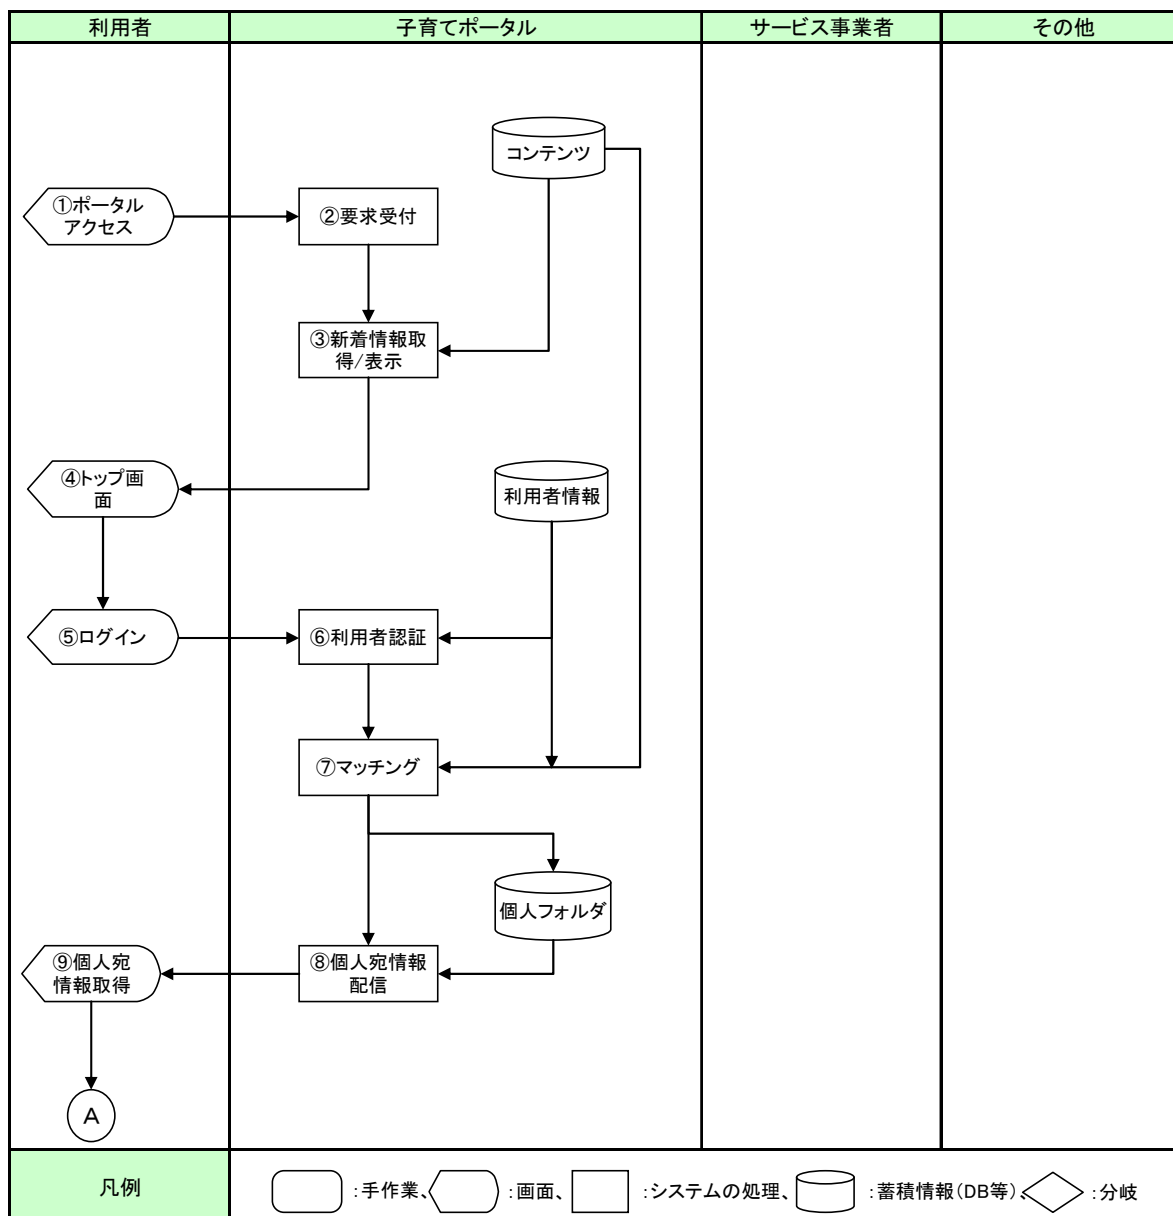 利用者
子育てポータル
サービス事業者
その他
コンテンツ
①ポータル
アクセス
②要求受付
③新着情報取
得/表示
④トップ画
面
利用者情報
⑤ログイン
⑥利用者認証
⑦マッチング
個人フォルダ
⑨個人宛
情報取得
⑧個人宛情報
配信
A
凡例
:手作業、
:画面、
:システムの処理、
:蓄積情報(DB等)、
:分岐